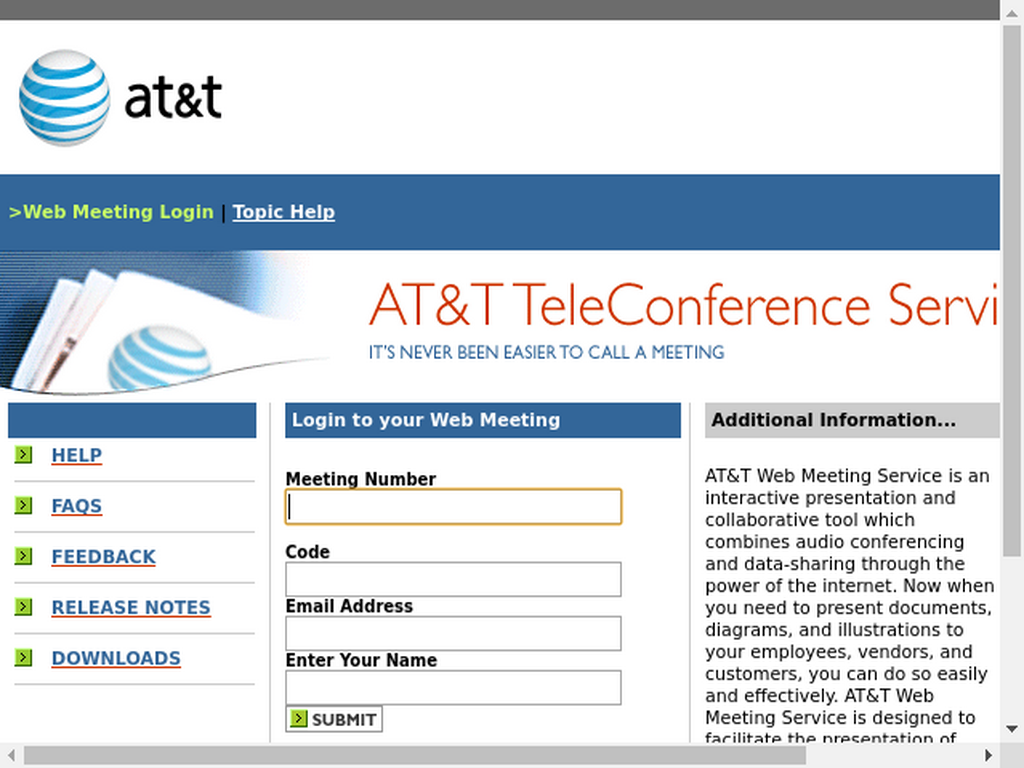 at&t
>Web Meeting Login | Topic Help
AT&T TeleConference Servi
IT'S NEVER BEEN EASIER TO CALL A MEETING
HELP
FAQS
FEEDBACK
RELEASE NOTES
DOWNLOADS
Login to your Web Meeting
Meeting Number
Code
Email Address
Enter Your Name
SUBMIT
Additional Information...
AT&T Web Meeting Service is an
interactive presentation and
collaborative tool which
combines audio conferencing
and data-sharing through the
power of the internet. Now when
you need to present documents,
diagrams, and illustrations to
your employees, vendors, and
customers, you can do so easily
and effectively. AT&T Web
Meeting Service is designed to
facilitate the presentation of